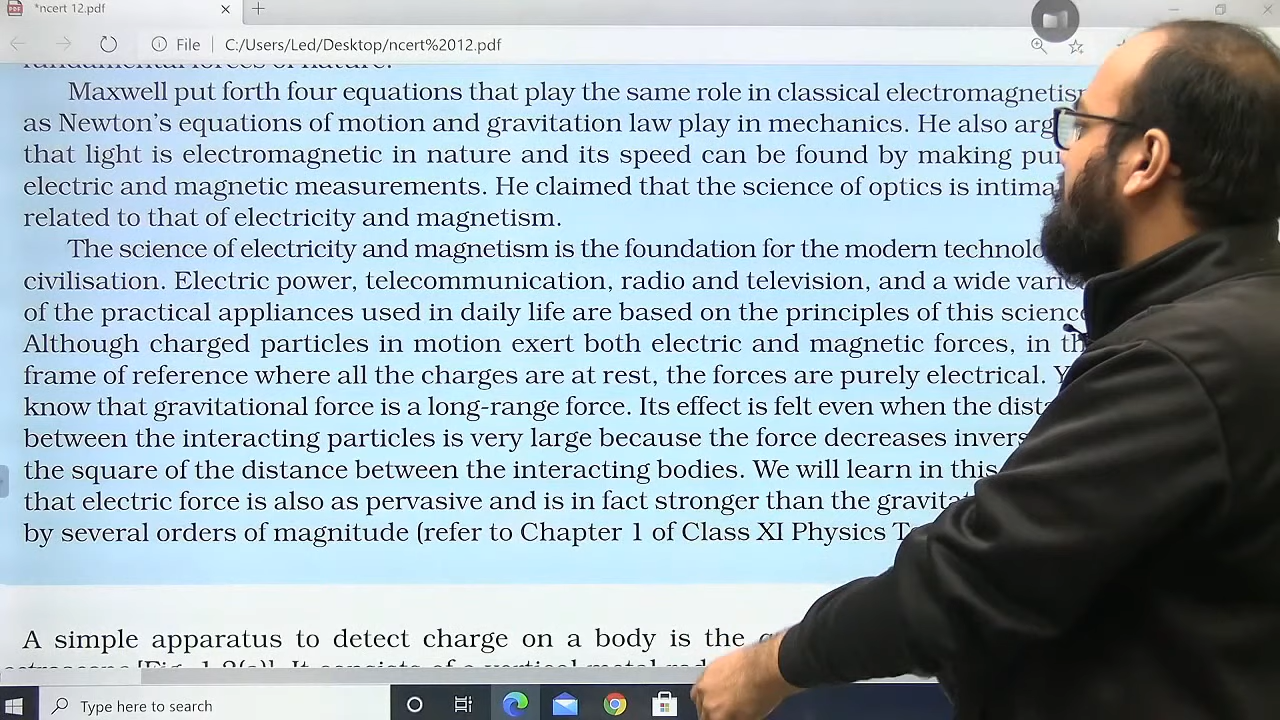 *ncert 12.pdf
File C:/Users/Led/Desktop/ncert%2012.pdf
fundamental forces of nature.
Maxwell put forth four equations that play the same role in classical
as Newton's equations of motion and gravitation law play in mechanics. He also
that light is electromagnetic in nature and its speed can be found by making
electric and magnetic measurements. He claimed that the science of optics is
related to that of electricity and magnetism.
The science of electricity and magnetism is the foundation for the modern
civilisation. Electric power, telecommunication, radio and television, and a wide
of the practical appliances used in daily life are based on the principles of this
Although charged particles in motion exert both electric and magnetic forces, in
frame of reference where all the charges are at rest, the forces are purely electrical.
know that gravitational force is a long-range force. Its effect is felt even when the
between the interacting particles is very large because the force decreases
the square of the distance between the interacting bodies. We will learn in this
that electric force is also as pervasive and is in fact stronger than the
by several orders of magnitude (refer to Chapter 1 of Class XI Physics
A simple apparatus to detect charge on a body is the
It consists of a vertical metal rod
Type here to search